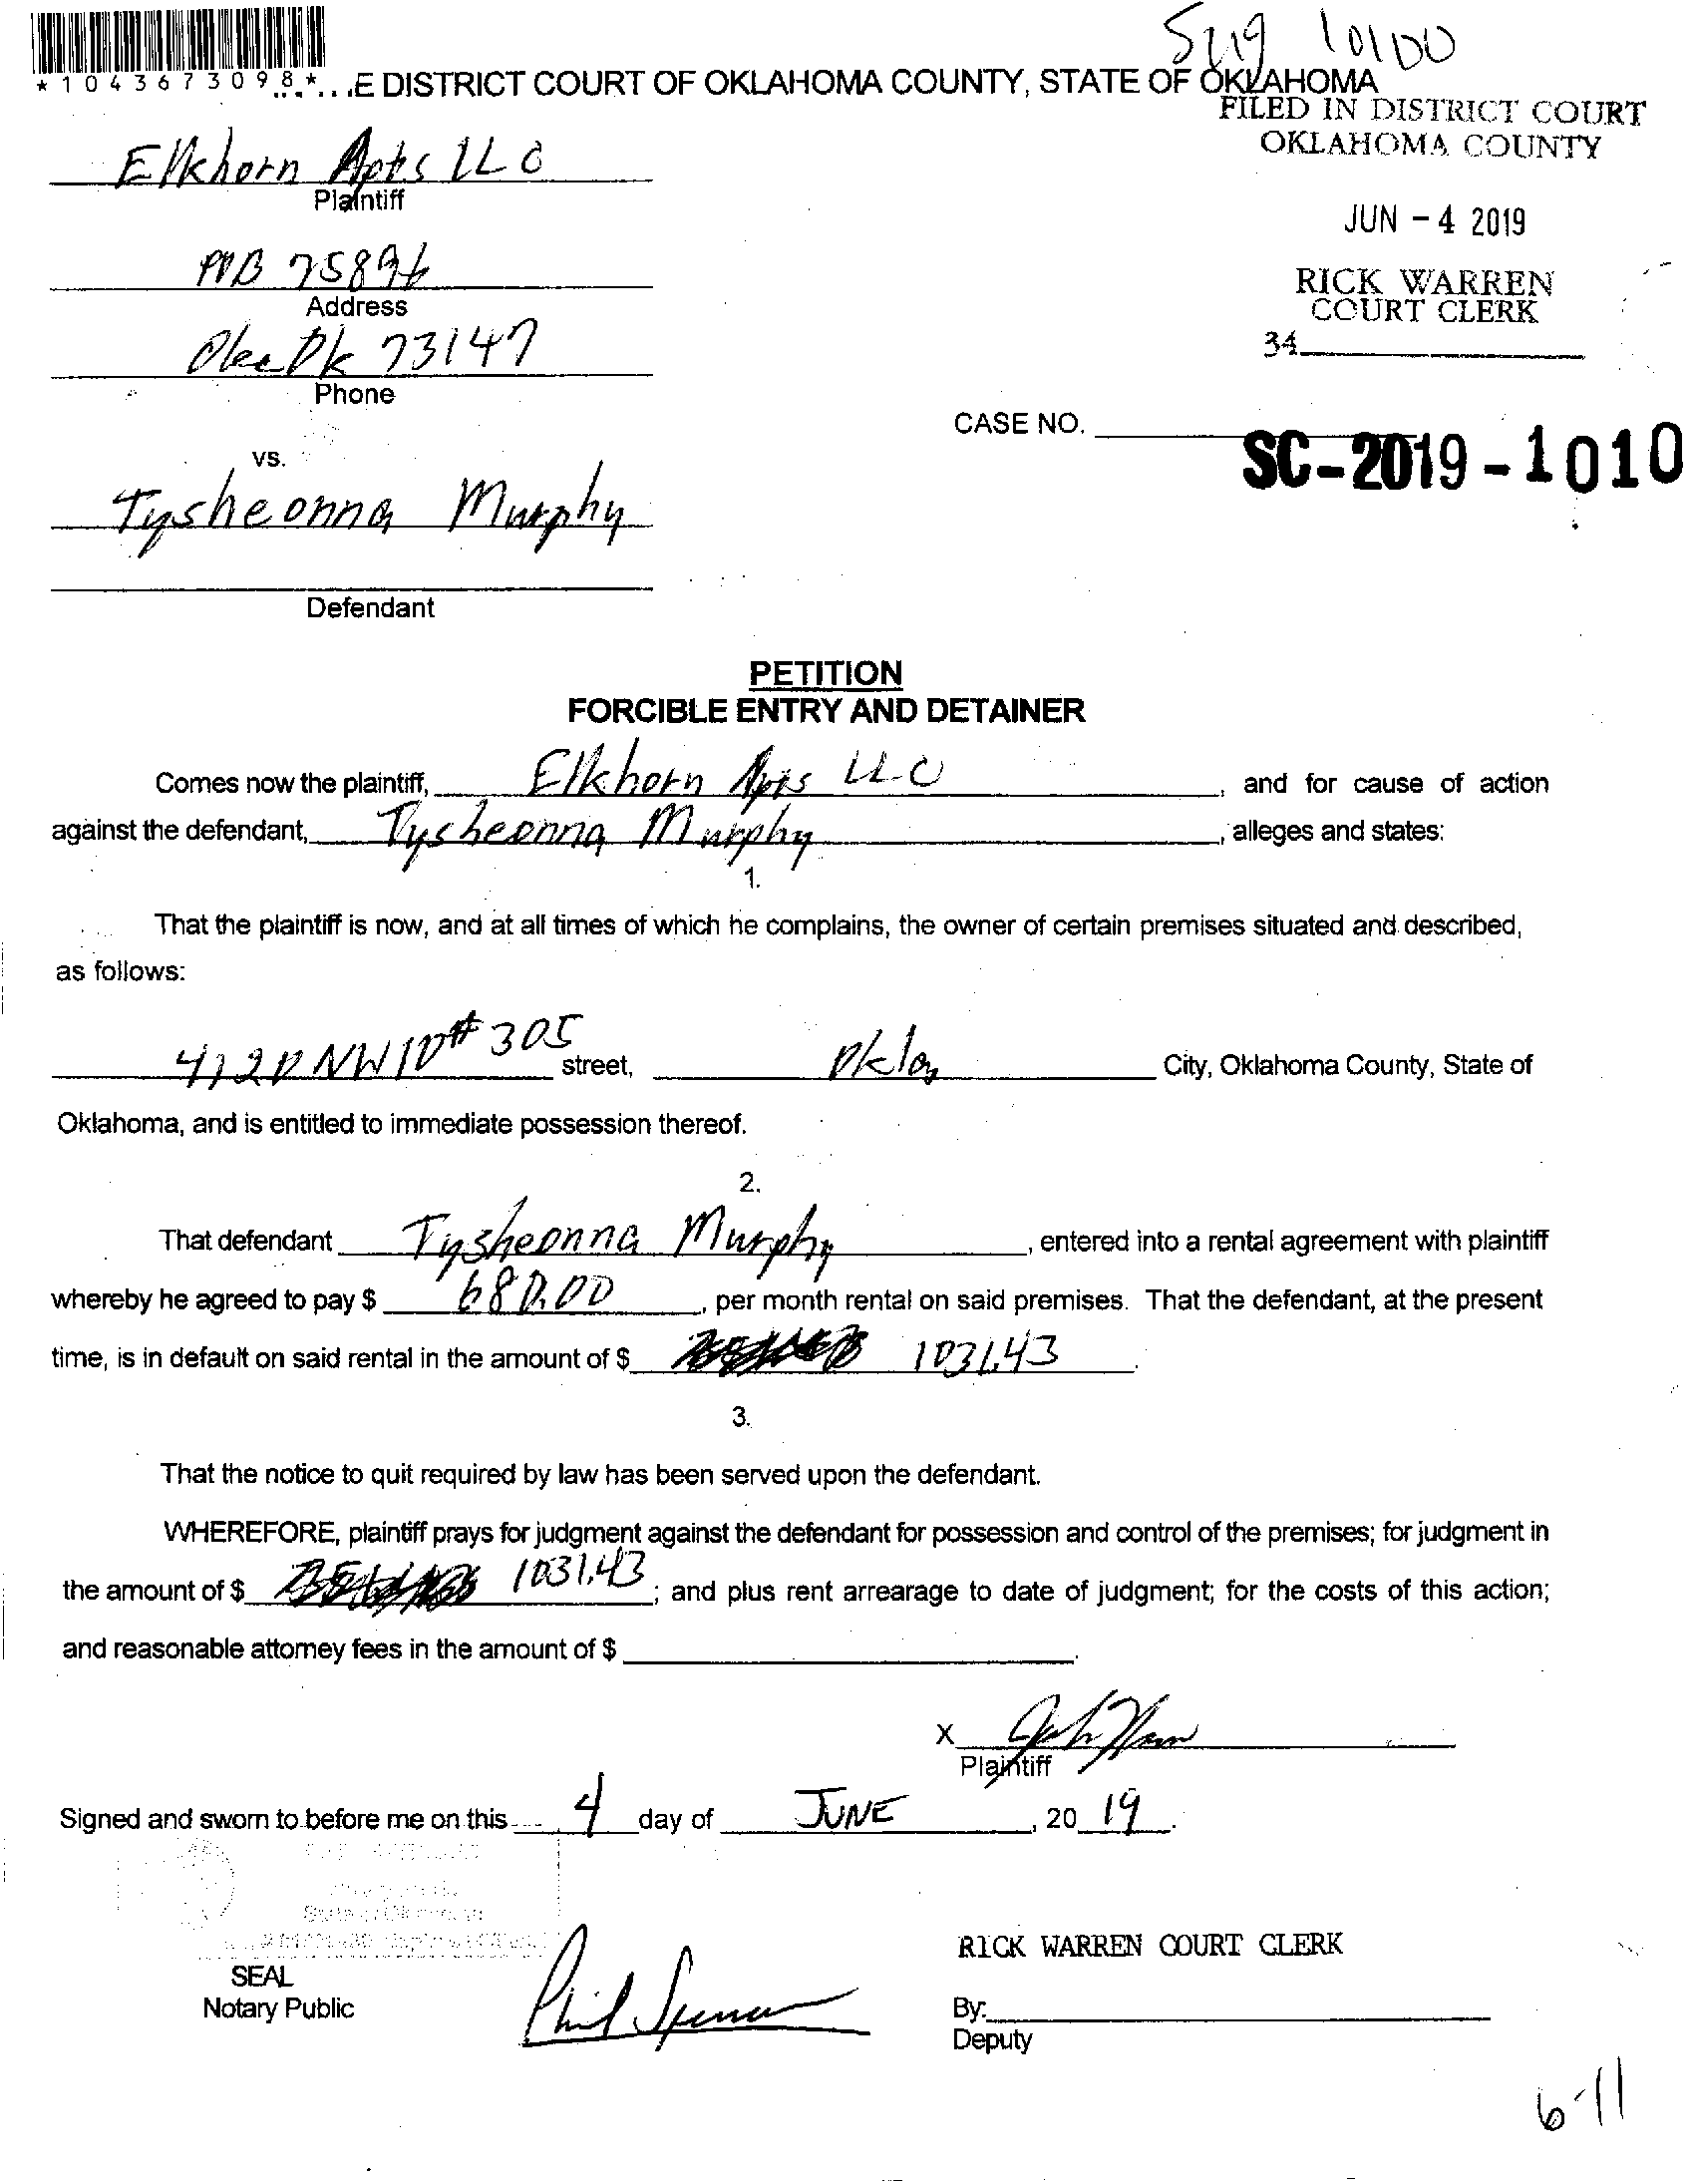 Sug 10100
*1043673098*...E DISTRICT COURT OF OKLAHOMA COUNTY, STATE OF OKLAHOMA
FILED IN DISTRICT COURT
OKLAHOMA COUNTY
Elkhorn Apts LLC
Plaintiff
JUN - 4 2019
POB 75896
Address
RICK WARREN
COURT CLERK
34
Okc Ok 73147
Phone
CASE NO.
SC-2019-1010
vs.
Tysheonna Murphy
Defendant
PETITION
FORCIBLE ENTRY AND DETAINER
Comes now the plaintiff, Elkhorn Apts LLC, and for cause of action
against the defendant, Tysheonna Murphy, alleges and states:
1.
That the plaintiff is now, and at all times of which he complains, the owner of certain premises situated and described,
as follows:
4120 NW 10 # 305 street, Okla City, Oklahoma County, State of
Oklahoma, and is entitled to immediate possession thereof.
2.
That defendant Tysheonna Murphy, entered into a rental agreement with plaintiff
whereby he agreed to pay $ 680.00, per month rental on said premises. That the defendant, at the present
time, is in default on said rental in the amount of $ 1031.43.
3.
That the notice to quit required by law has been served upon the defendant.
WHEREFORE, plaintiff prays for judgment against the defendant for possession and control of the premises; for judgment in
the amount of $ 1031.43; and plus rent arrearage to date of judgment; for the costs of this action;
and reasonable attorney fees in the amount of $ .
X
Plaintiff
Signed and sworn to before me on this 4 day of JUNE, 20 19.
RICK WARREN COURT CLERK
SEAL
Notary Public
Phil Spencer
By:
Deputy
6-11